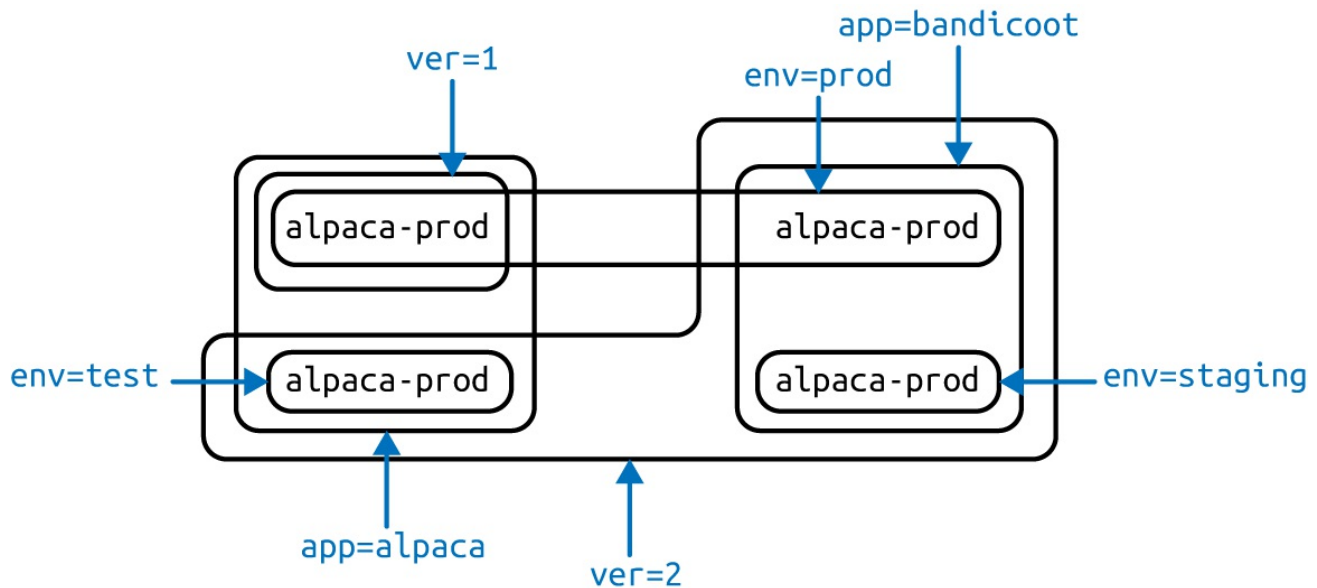 app=bandicoot
ver=1
env=prod
alpaca-prod
alpaca-prod
env=test
alpaca-prod
alpaca-prod
env=staging
app=alpaca
ver=2